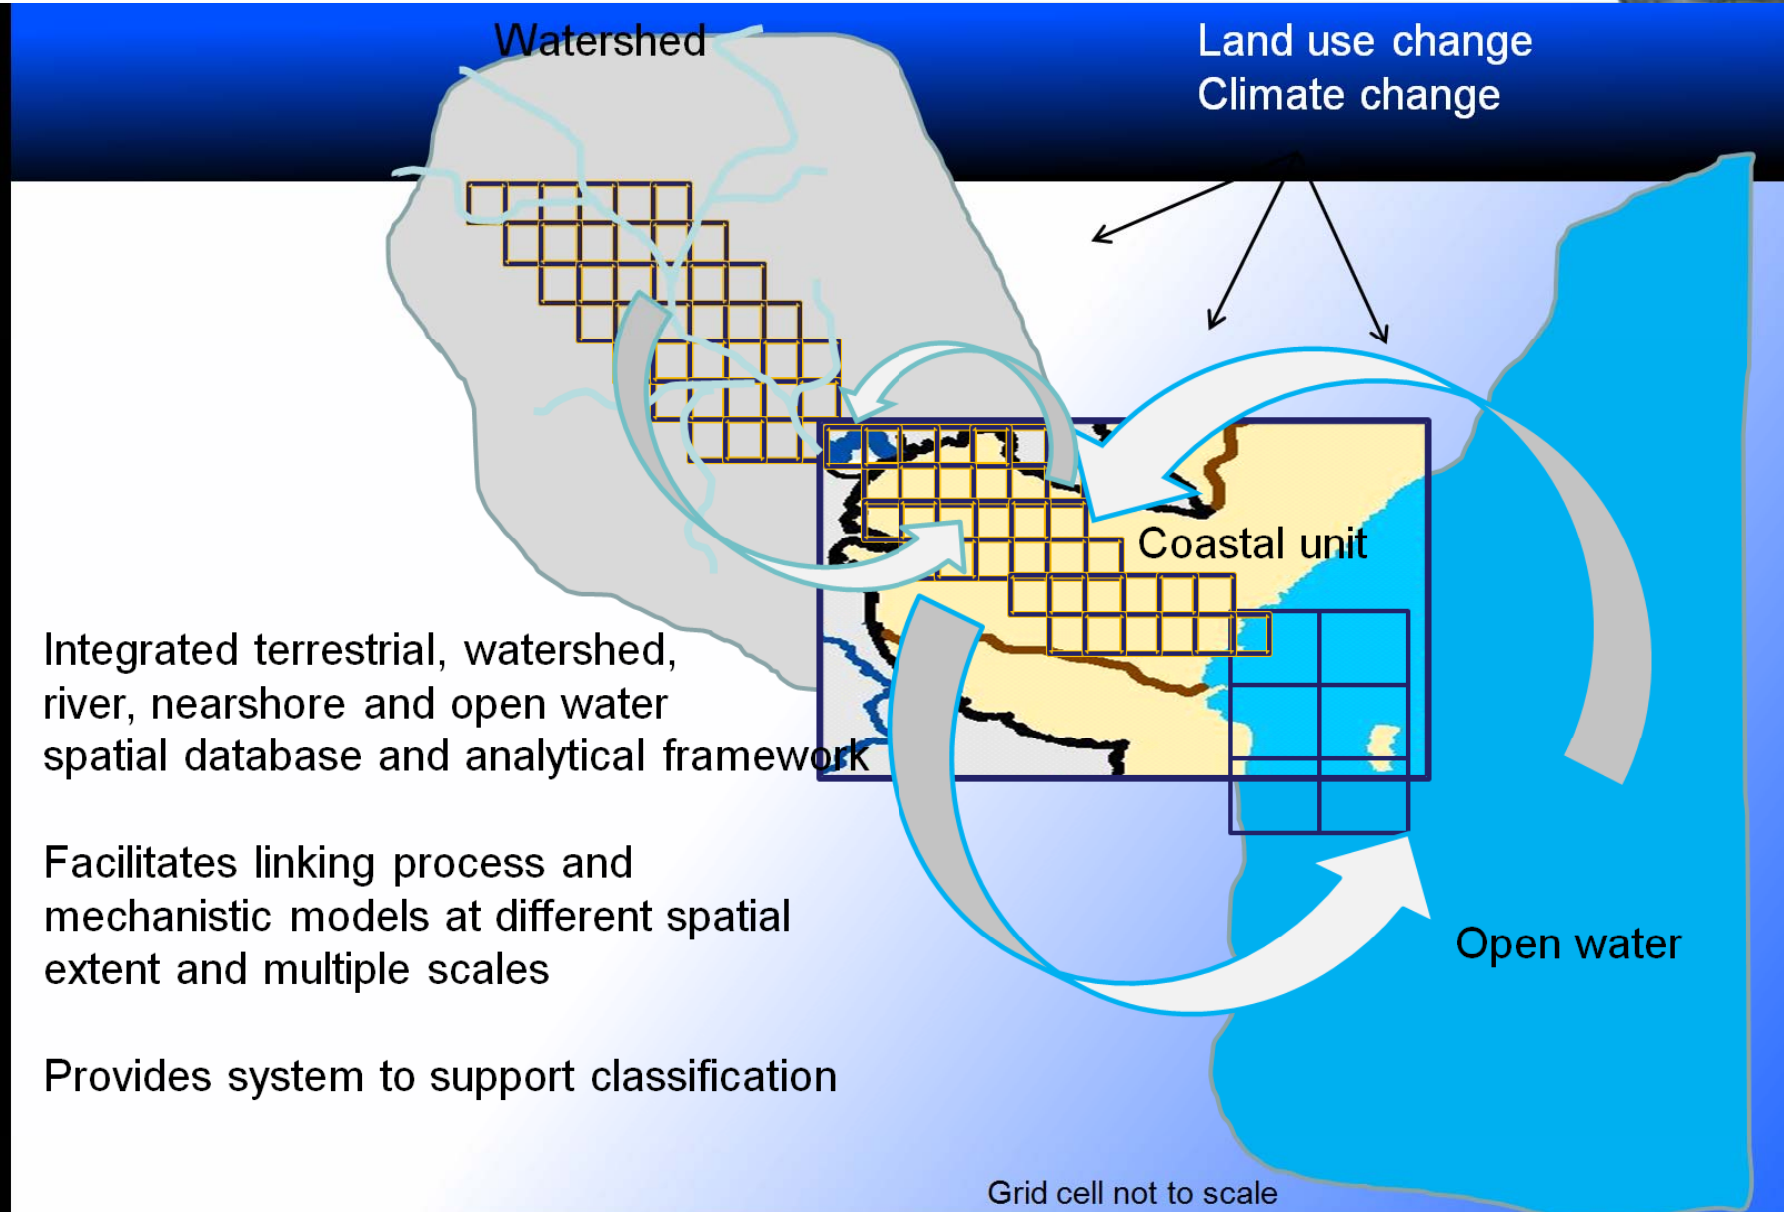 Watershed
Land use change
Climate change
Coastal unit
Integrated terrestrial, watershed,
river, nearshore and open water
spatial database and analytical framework
Facilitates linking process and
mechanistic models at different spatial
extent and multiple scales
Open water
Provides system to support classification
Grid cell not to scale